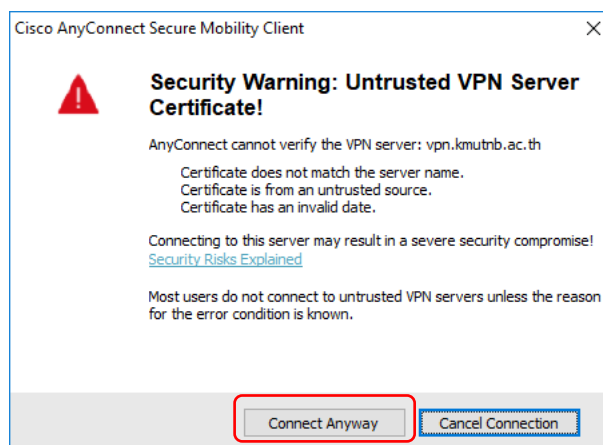 Cisco AnyConnect Secure Mobility Client
Security Warning: Untrusted VPN Server
Certificate!
AnyConnect cannot verify the VPN server: vpn.kmutnb.ac.th
Certificate does not match the server name.
Certificate is from an untrusted source.
Certificate has an invalid date.
Connecting to this server may result in a severe security compromise!
Security Risks Explained
Most users do not connect to untrusted VPN servers unless the reason
for the error condition is known.
Connect Anyway
Cancel Connection